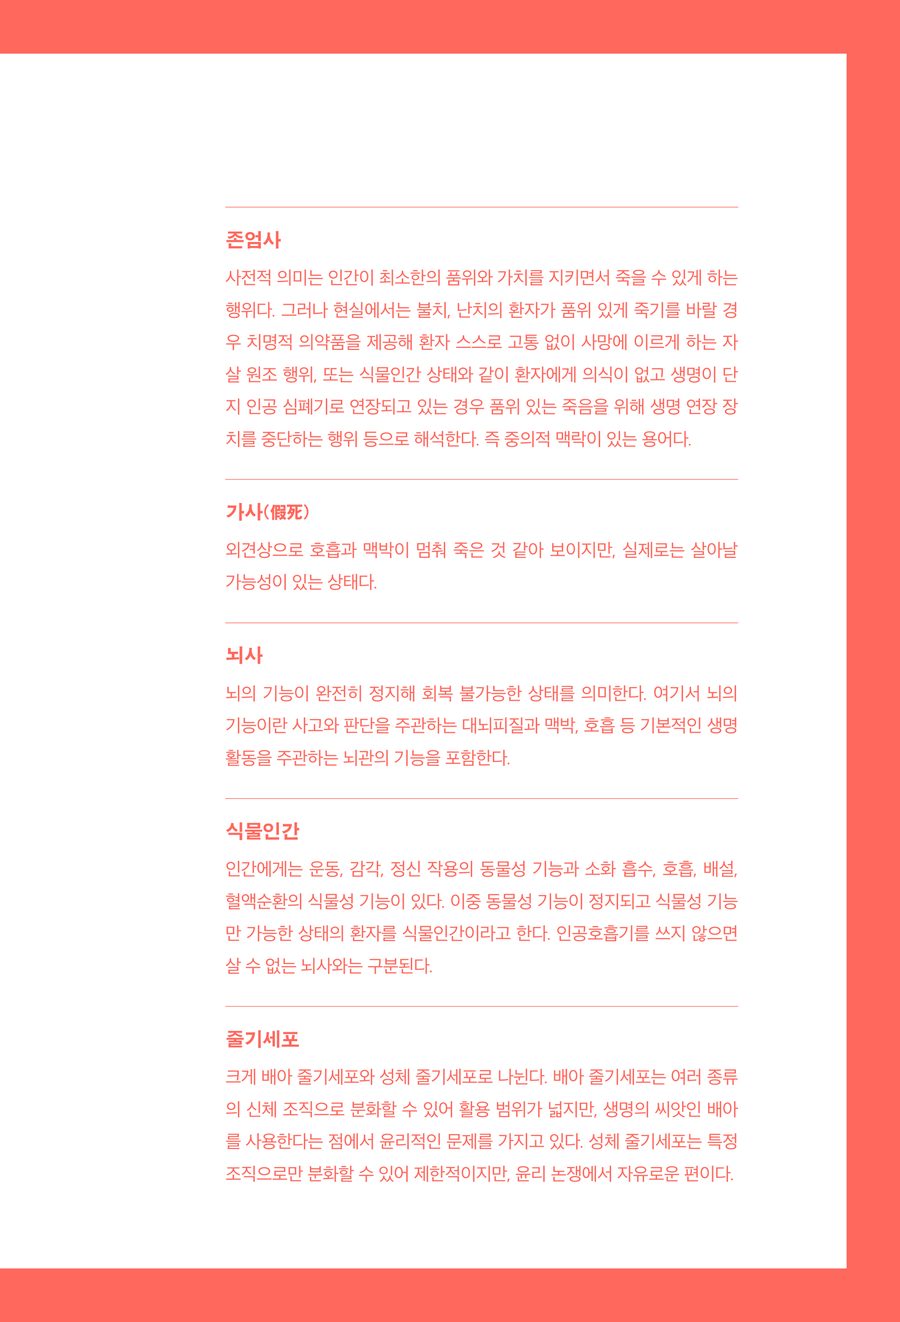 존엄사
사전적 의미는 인간이 최소한의 품위와 가치를 지키면서 죽을 수 있게 하는
행위다. 그러나 현실에서는 불치, 난치의 환자가 품위 있게 죽기를 바랄 경
우 치명적 의약품을 제공해 환자 스스로 고통 없이 사망에 이르게 하는 자
살 원조 행위, 또는 식물인간 상태와 같이 환자에게 의식이 없고 생명이 단
지 인공 심폐기로 연장되고 있는 경우 품위 있는 죽음을 위해 생명 연장 장
치를 중단하는 행위 등으로 해석한다. 즉 중의적 맥락이 있는 용어다.
가사(假死)
외견상으로 호흡과 맥박이 멈춰 죽은 것 같아 보이지만, 실제로는 살아날
가능성이 있는 상태다.
뇌사
뇌의 기능이 완전히 정지해 회복 불가능한 상태를 의미한다. 여기서 뇌의
기능이란 사고와 판단을 주관하는 대뇌피질과 맥박, 호흡 등 기본적인 생명
활동을 주관하는 뇌관의 기능을 포함한다.
식물인간
인간에게는 운동, 감각, 정신 작용의 동물성 기능과 소화 흡수, 호흡, 배설,
혈액순환의 식물성 기능이 있다. 이중 동물성 기능이 정지되고 식물성 기능
만 가능한 상태의 환자를 식물인간이라고 한다. 인공호흡기를 쓰지 않으면
살 수 없는 뇌사와는 구분된다.
줄기세포
크게 배아 줄기세포와 성체 줄기세포로 나뉜다. 배아 줄기세포는 여러 종류
의 신체 조직으로 분화할 수 있어 활용 범위가 넓지만, 생명의 씨앗인 배아
를 사용한다는 점에서 윤리적인 문제를 가지고 있다. 성체 줄기세포는 특정
조직으로만 분화할 수 있어 제한적이지만, 윤리 논쟁에서 자유로운 편이다.